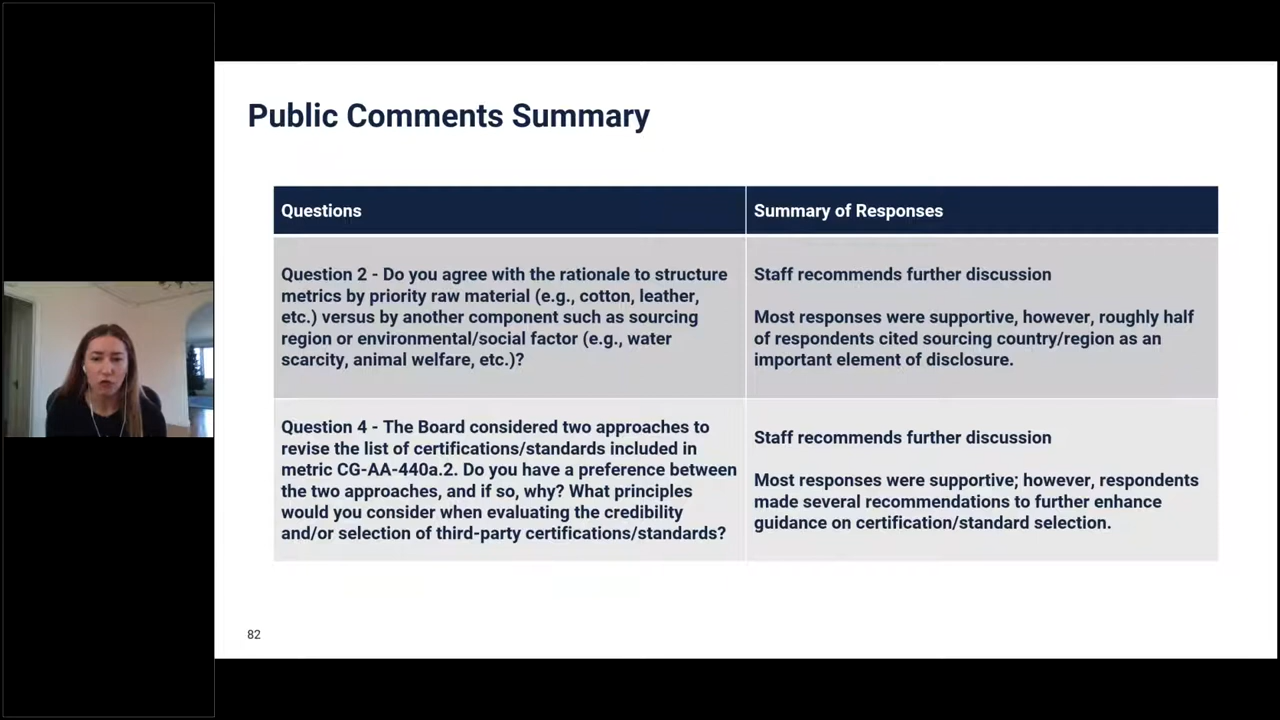 Public Comments Summary
Questions
Summary of Responses
Question 2 - Do you agree with the rationale to structure
metrics by priority raw material (e.g., cotton, leather,
etc.) versus by another component such as sourcing
region or environmental/social factor (e.g., water
scarcity, animal welfare, etc.)?
Staff recommends further discussion
Most responses were supportive, however, roughly half
of respondents cited sourcing country/region as an
important element of disclosure.
Question 4 - The Board considered two approaches to
revise the list of certifications/standards included in
metric CG-AA-440a.2. Do you have a preference between
the two approaches, and if so, why? What principles
would you consider when evaluating the credibility
and/or selection of third-party certifications/standards?
Staff recommends further discussion
Most responses were supportive; however, respondents
made several recommendations to further enhance
guidance on certification/standard selection.
82